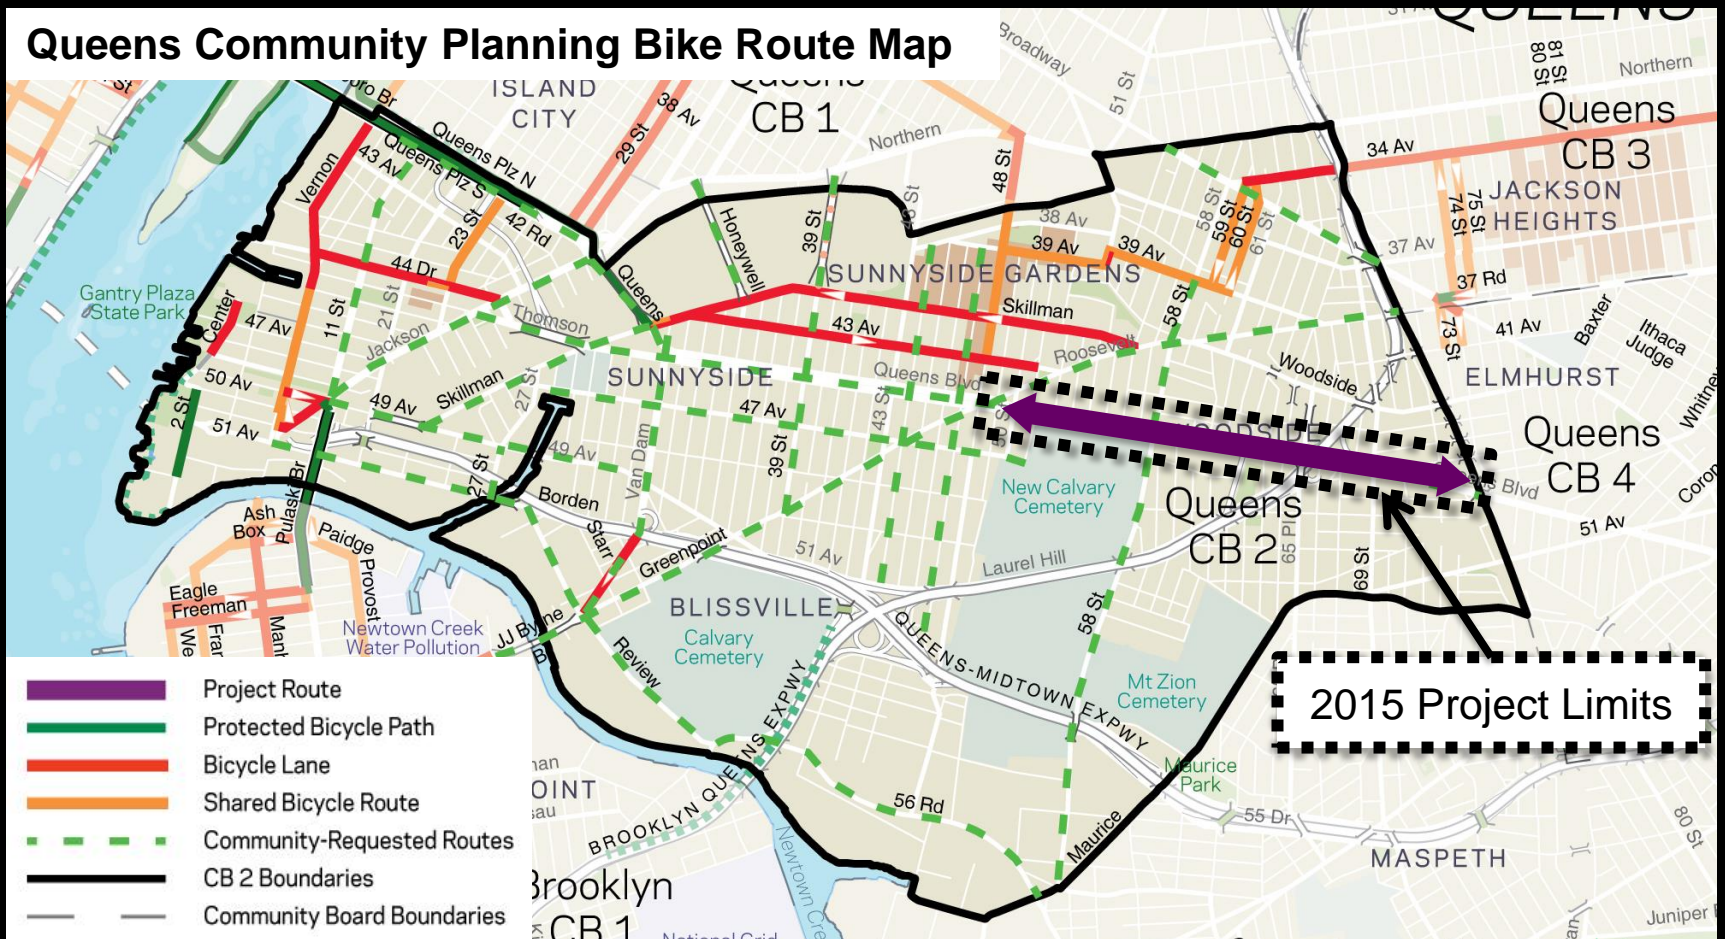 Queens Community Planning Bike Route Map
QUEENS
Broadway
51 St
81 St
80 St
Northern
ISLAND
CITY
Queens
CB 1
38 Av
29 St
Northern
Queens
CB 3
34 Av
JACKSON
HEIGHTS
74 St
75 St
37 Av
37 Rd
73 St
41 Av
Baxter
Ithaca
Judge
ELMHURST
Whitney
Queens
CB 4
51 Av
Vernon
43 Av
Queens Plz S
Queens Plz N
23 St
42 Rd
44 Dr
Queens
Honeywell
39 St
48 St
38 Av
39 Av
39 Av
58 St
59 St
60 St
61 St
SUNNYSIDE GARDENS
Skillman
43 Av
58 St
Roosevelt
Woodside
Gantry Plaza
State Park
Center
47 Av
11 St
21 St
Jackson
Thomson
50 Av
2 St
51 Av
49 Av
Skillman
27 St
SUNNYSIDE
Queens Blvd
47 Av
43 St
50 St
WOODSIDE
49 Av
Van Dam
39 St
27 St
Borden
Starr
Greenpoint
51 Av
New Calvary
Cemetery
Queens
CB 2
65 Pl
69 St
Laurel Hill
Ash
Box
Pulaski Br
Paidge
Provost
Eagle
Freeman
Newtown Creek
Water Pollution
JJ Byrne
Review
BLISSVILLE
Calvary
Cemetery
QUEENS-MIDTOWN EXPWY
58 St
Mt Zion
Cemetery
2015 Project Limits
BROOKLYN QUEENS EXPWY
Maurice
Park
56 Rd
Maurice
55 Dr
MASPETH
80 St
Juniper
Newtown Cre
Brooklyn
CB 1
National Grid
Project Route
Protected Bicycle Path
Bicycle Lane
Shared Bicycle Route
Community-Requested Routes
CB 2 Boundaries
Community Board Boundaries